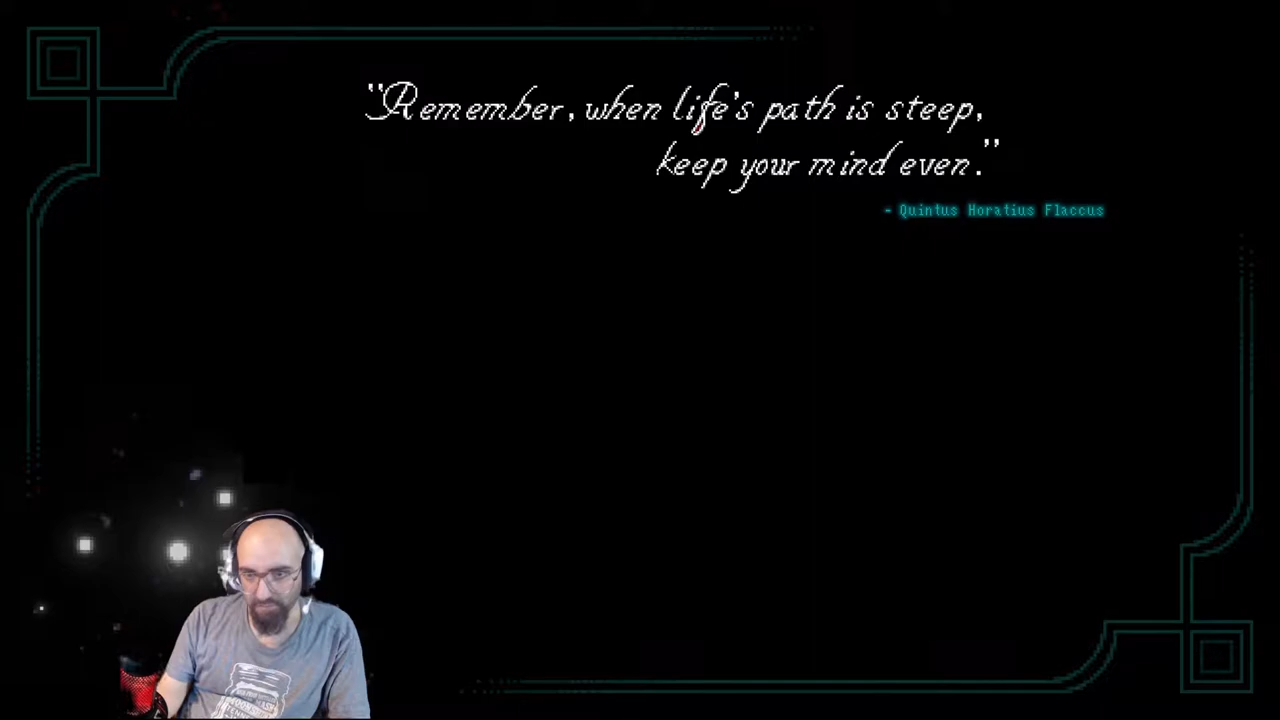 "Remember, when life's path is steep,
keep your mind even."
- Quintus Horatius Flaccus